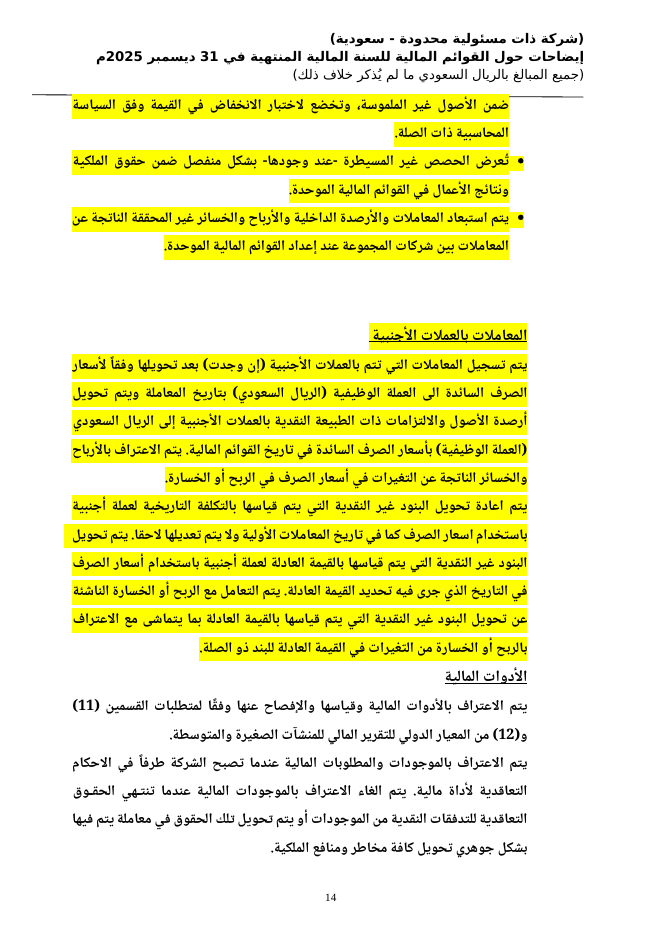 (شركة ذات مسئولية محدودة - سعودية)
إيضاحات حول القوائم المالية للسنة المالية المنتهية في 31 ديسمبر 2025م
(جميع المبالغ بالريال السعودي ما لم يُذكر خلاف ذلك)
ضمن الأصول غير الملموسة، وتخضع لاختبار الانخفاض في القيمة وفق السياسة
المحاسبية ذات الصلة.
• تُعرض الحصص غير المسيطرة -عند وجودها- بشكل منفصل ضمن حقوق الملكية
ونتائج الأعمال في القوائم المالية الموحدة.
• يتم استبعاد المعاملات والأرصدة الداخلية والأرباح والخسائر غير المحققة الناتجة عن
المعاملات بين شركات المجموعة عند إعداد القوائم المالية الموحدة.
المعاملات بالعملات الأجنبية
يتم تسجيل المعاملات التي تتم بالعملات الأجنبية (إن وجدت) بعد تحويلها وفقاً لأسعار
الصرف السائدة الى العملة الوظيفية (الريال السعودي) بتاريخ المعاملة ويتم تحويل
أرصدة الأصول والالتزامات ذات الطبيعة النقدية بالعملات الأجنبية إلى الريال السعودي
(العملة الوظيفية) بأسعار الصرف السائدة في تاريخ القوائم المالية. يتم الاعتراف بالأرباح
والخسائر الناتجة عن التغيرات في أسعار الصرف في الربح أو الخسارة.
يتم اعادة تحويل البنود غير النقدية التي يتم قياسها بالتكلفة التاريخية لعملة أجنبية
باستخدام اسعار الصرف كما في تاريخ المعاملات الأولية ولا يتم تعديلها لاحقا. يتم تحويل
البنود غير النقدية التي يتم قياسها بالقيمة العادلة لعملة أجنبية باستخدام أسعار الصرف
في التاريخ الذي جرى فيه تحديد القيمة العادلة. يتم التعامل مع الربح أو الخسارة الناشئة
عن تحويل البنود غير النقدية التي يتم قياسها بالقيمة العادلة بما يتماشى مع الاعتراف
بالربح أو الخسارة من التغيرات في القيمة العادلة للبند ذو الصلة.
الأدوات المالية
يتم الاعتراف بالأدوات المالية وقياسها والإفصاح عنها وفقًا لمتطلبات القسمين (11)
و(12) من المعيار الدولي للتقرير المالي للمنشآت الصغيرة والمتوسطة.
يتم الاعتراف بالموجودات والمطلوبات المالية عندما تصبح الشركة طرفاً في الاحكام
التعاقدية لأداة مالية. يتم الغاء الاعتراف بالموجودات المالية عندما تنتهي الحقوق
التعاقدية للتدفقات النقدية من الموجودات أو يتم تحويل تلك الحقوق في معاملة يتم فيها
بشكل جوهري تحويل كافة مخاطر ومنافع الملكية.
14